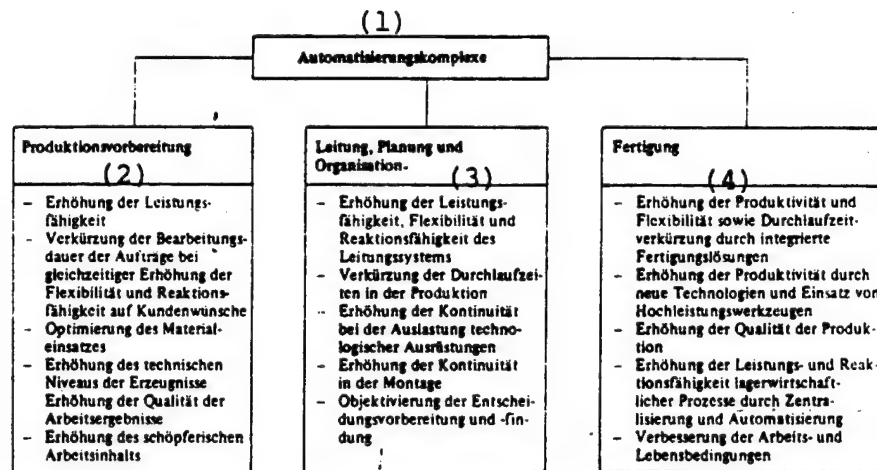 (1)
Automatisierungskomplexe
Produktionsvorbereitung
(2)
– Erhöhung der Leistungs-
fähigkeit
– Verkürzung der Bearbeitungs-
dauer der Aufträge bei
gleichzeitiger Erhöhung der
Flexibilität und Reaktions-
fähigkeit auf Kundenwünsche
– Optimierung des Material-
einsatzes
– Erhöhung des technischen
Niveaus der Erzeugnisse
Erhöhung der Qualität der
Arbeitsergebnisse
– Erhöhung des schöpferischen
Arbeitsinhalts
Leitung, Planung und
Organisation-
(3)
– Erhöhung der Leistungs-
fähigkeit, Flexibilität und
Reaktionsfähigkeit des
Leitungssystems
– Verkürzung der Durchlaufzei-
ten in der Produktion
– Erhöhung der Kontinuität
bei der Auslastung techno-
logischer Ausrüstungen
– Erhöhung der Kontinuität
in der Montage
– Objektivierung der Entschei-
dungsvorbereitung und -fin-
dung
Fertigung
(4)
– Erhöhung der Produktivität und
Flexibilität sowie Durchlaufzeit-
verkürzung durch integrierte
Fertigungslösungen
– Erhöhung der Produktivität durch
neue Technologien und Einsatz von
Hochleistungswerkzeugen
– Erhöhung der Qualität der Produk-
tion
– Erhöhung der Leistungs- und Reak-
tionsfähigkeit lagerwirtschaft-
licher Prozesse durch Zentra-
lisierung und Automatisierung
– Verbesserung der Arbeits- und
Lebensbedingungen